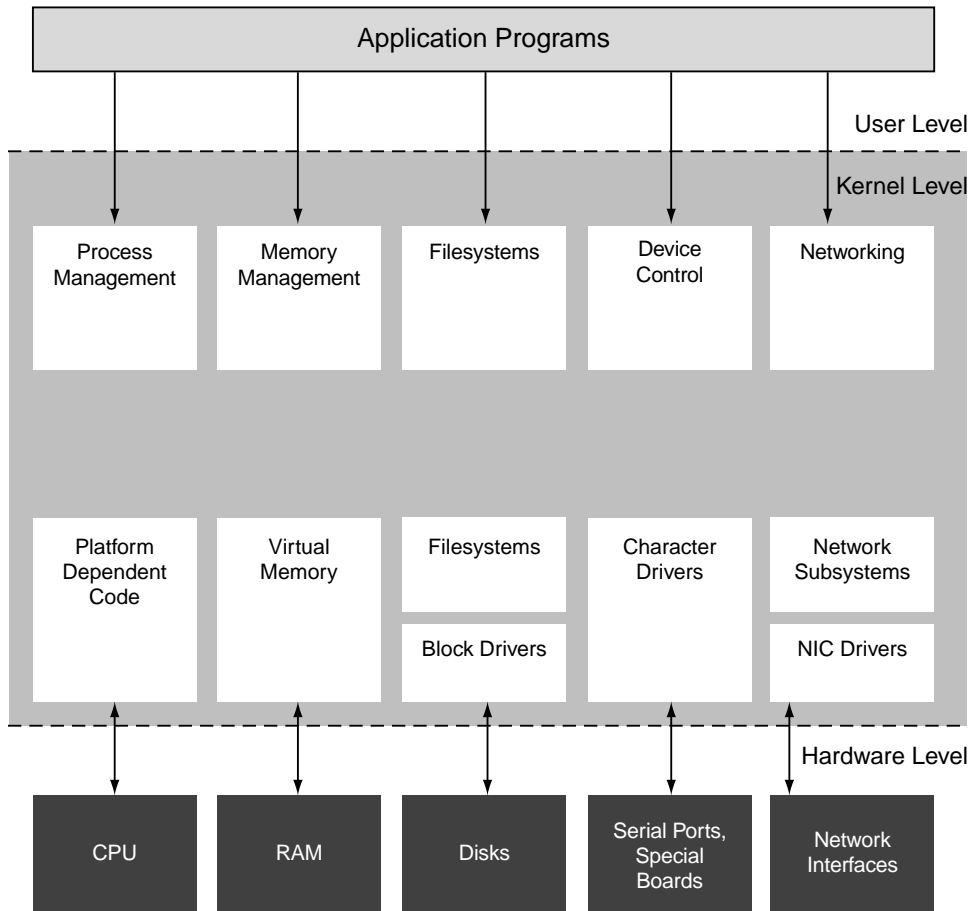 Application Programs
User Level
Kernel Level
Process
Management
Memory
Management
Filesystems
Device
Control
Networking
Platform
Dependent
Code
Virtual
Memory
Filesystems
Character
Drivers
Network
Subsystems
Block Drivers
NIC Drivers
Hardware Level
CPU
RAM
Disks
Serial Ports,
Special
Boards
Network
Interfaces